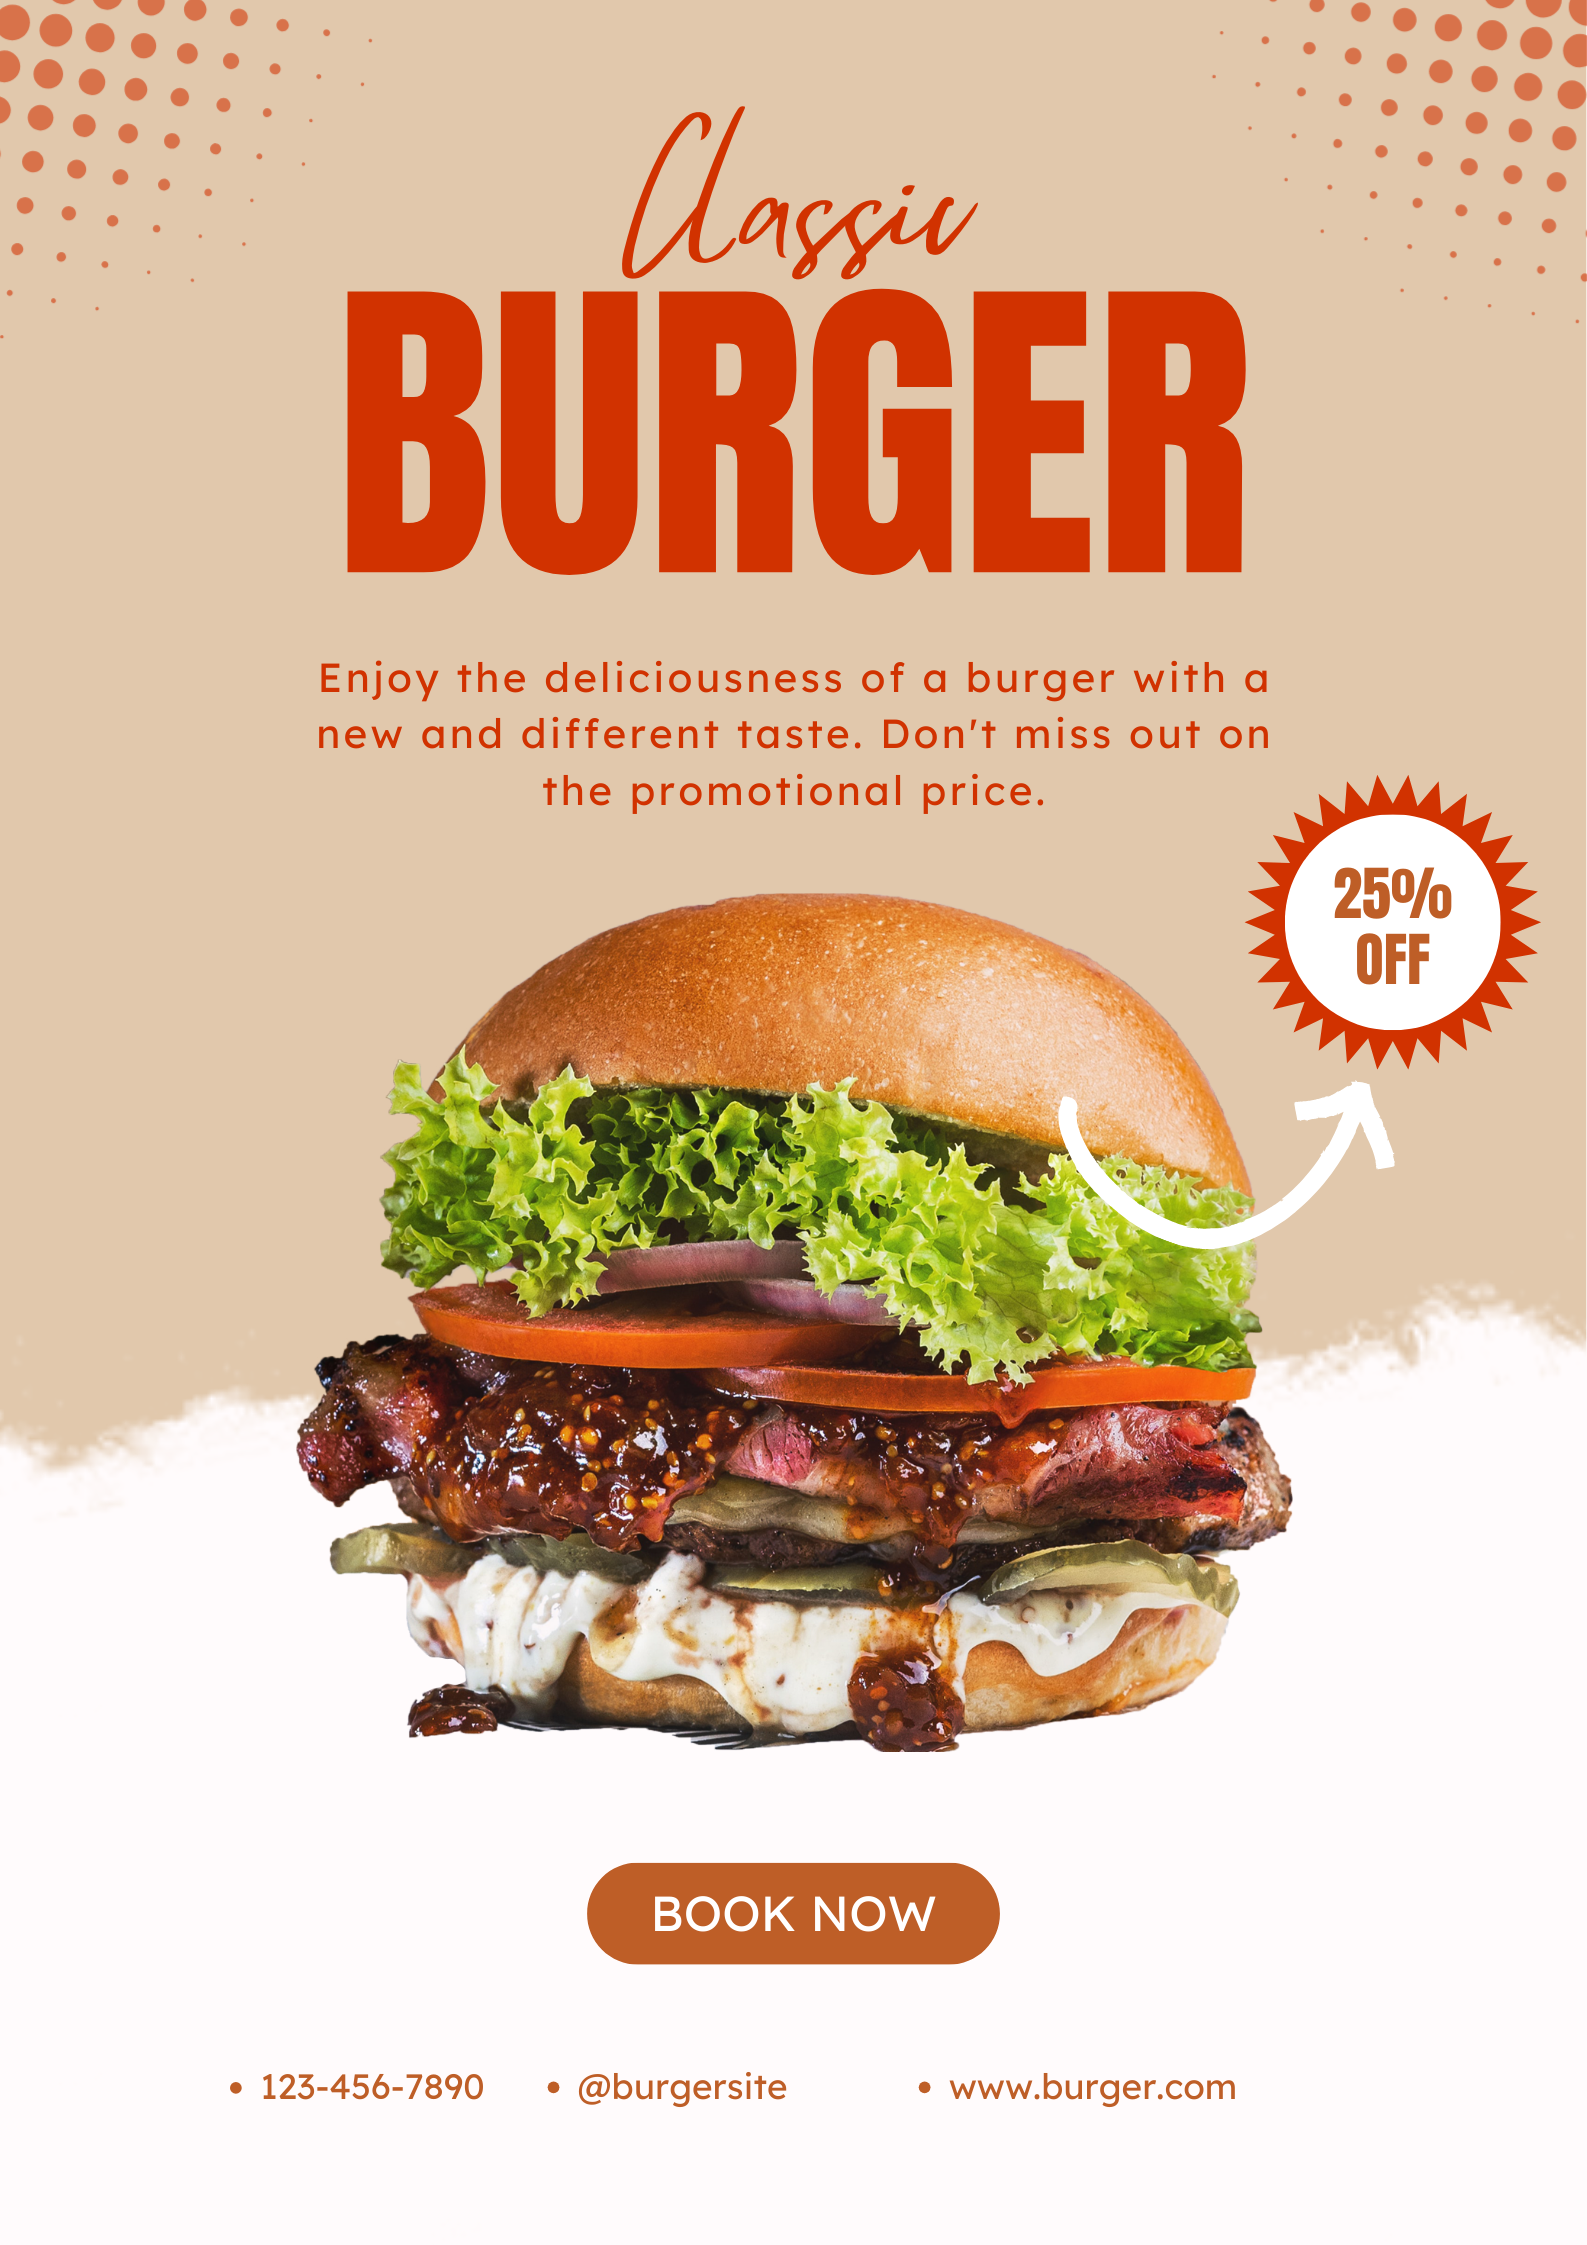 Classic
BURGER
Enjoy the deliciousness of a burger with a
new and different taste. Don't miss out on
the promotional price.
25%
OFF
BOOK NOW
• 123-456-7890 • @burgersite • www.burger.com